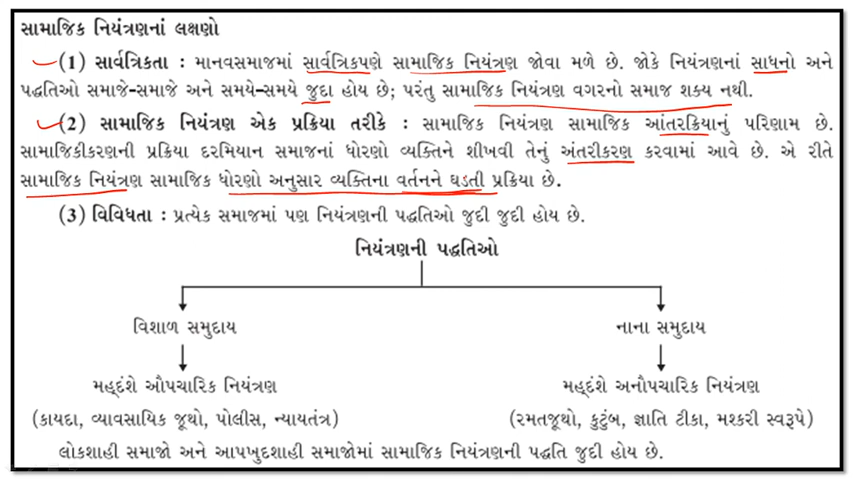 સામાજિક નિયંત્રણનાં લક્ષણો
(1) સાર્વત્રિકતા : માનવસમાજમાં સાર્વત્રિકપણે સામાજિક નિયંત્રણ જોવા મળે છે. જોકે નિયંત્રણનાં સાધનો અને
પદ્ધતિઓ સમાજે-સમાજે અને સમયે-સમયે જુદા હોય છે; પરંતુ સામાજિક નિયંત્રણ વગરનો સમાજ શક્ય નથી.
(2) સામાજિક નિયંત્રણ એક પ્રક્રિયા તરીકે : સામાજિક નિયંત્રણ સામાજિક આંતરક્રિયાનું પરિણામ છે.
સામાજિકીકરણની પ્રક્રિયા દરમિયાન સમાજનાં ધોરણો વ્યક્તિને શીખવી તેનું અંતરીકરણ કરવામાં આવે છે. એ રીતે
સામાજિક નિયંત્રણ સામાજિક ધોરણો અનુસાર વ્યક્તિના વર્તનને ઘડતી પ્રક્રિયા છે.
(3) વિવિધતા : પ્રત્યેક સમાજમાં પણ નિયંત્રણની પદ્ધતિઓ જુદી જુદી હોય છે.
નિયંત્રણની પદ્ધતિઓ
વિશાળ સમુદાય
નાના સમુદાય
મહ્દંશે ઔપચારિક નિયંત્રણ
મહ્દંશે અનૌપચારિક નિયંત્રણ
(કાયદા, વ્યાવસાયિક જૂથો, પોલીસ, ન્યાયતંત્ર)
(રમતજૂથો, કુટુંબ, જ્ઞાતિ ટીકા, મશ્કરી સ્વરૂપે)
લોકશાહી સમાજો અને આપખુદશાહી સમાજોમાં સામાજિક નિયંત્રણની પદ્ધતિ જુદી હોય છે.